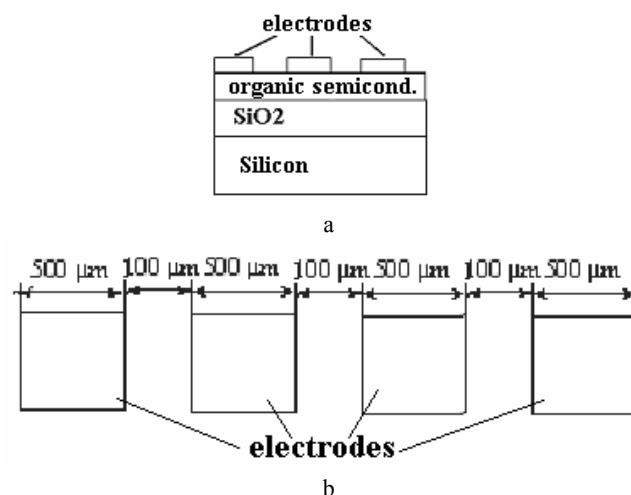 electrodes
organic semicond.
SiO2
Silicon
a
500 µm 100 µm 500 µm 100 µm 500 µm 100 µm 500 µm
electrodes
b